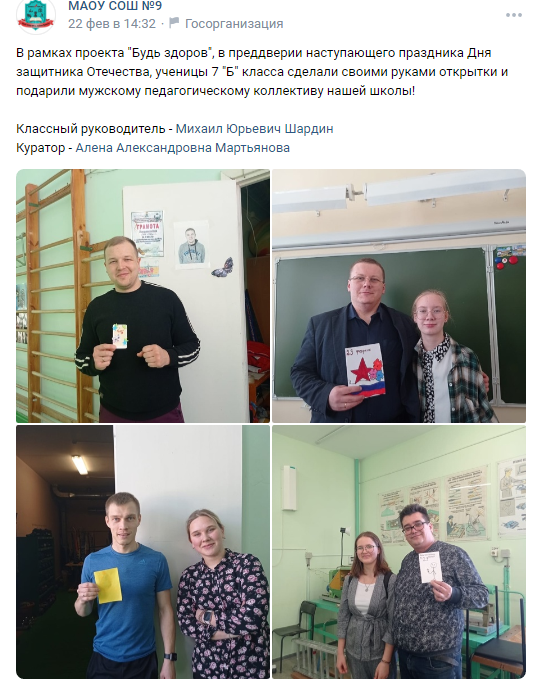 МАОУ СОШ №9
22 фев в 14:32 · Госорганизация
В рамках проекта "Будь здоров", в преддверии наступающего праздника Дня
защитника Отечества, ученицы 7 "Б" класса сделали своими руками открытки и
подарили мужскому педагогическому коллективу нашей школы!
Классный руководитель - Михаил Юрьевич Шардин
Куратор - Алена Александровна Мартьянова
ГРАМОТА
23